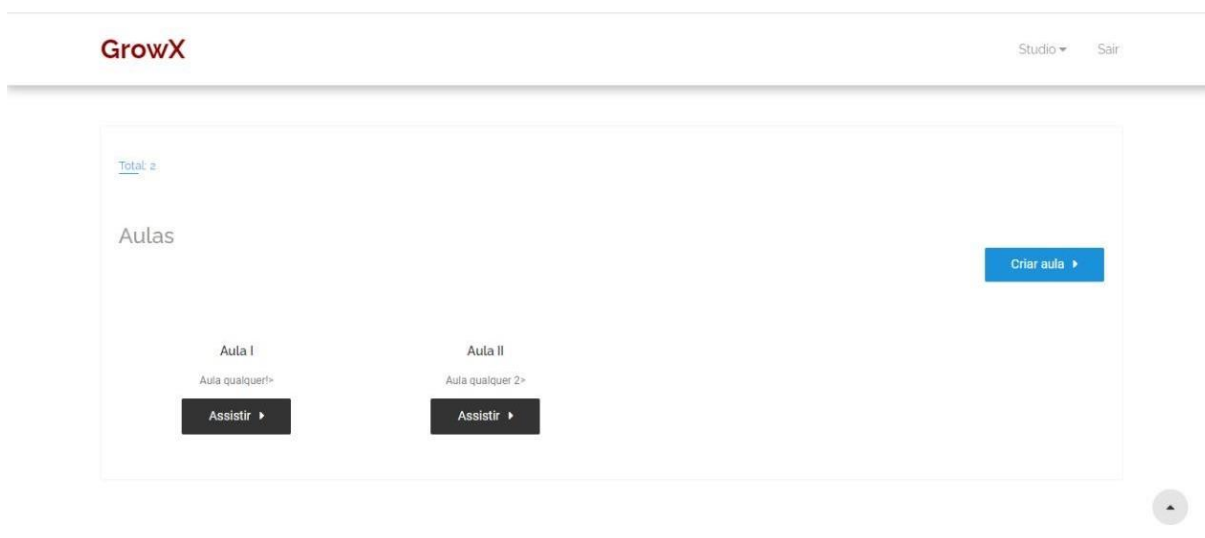 GrowX
Studio Sair
Total: 2
Aulas
Criar aula
Aula I Aula II
Aula qualquer!> Aula qualquer 2>
Assistir Assistir